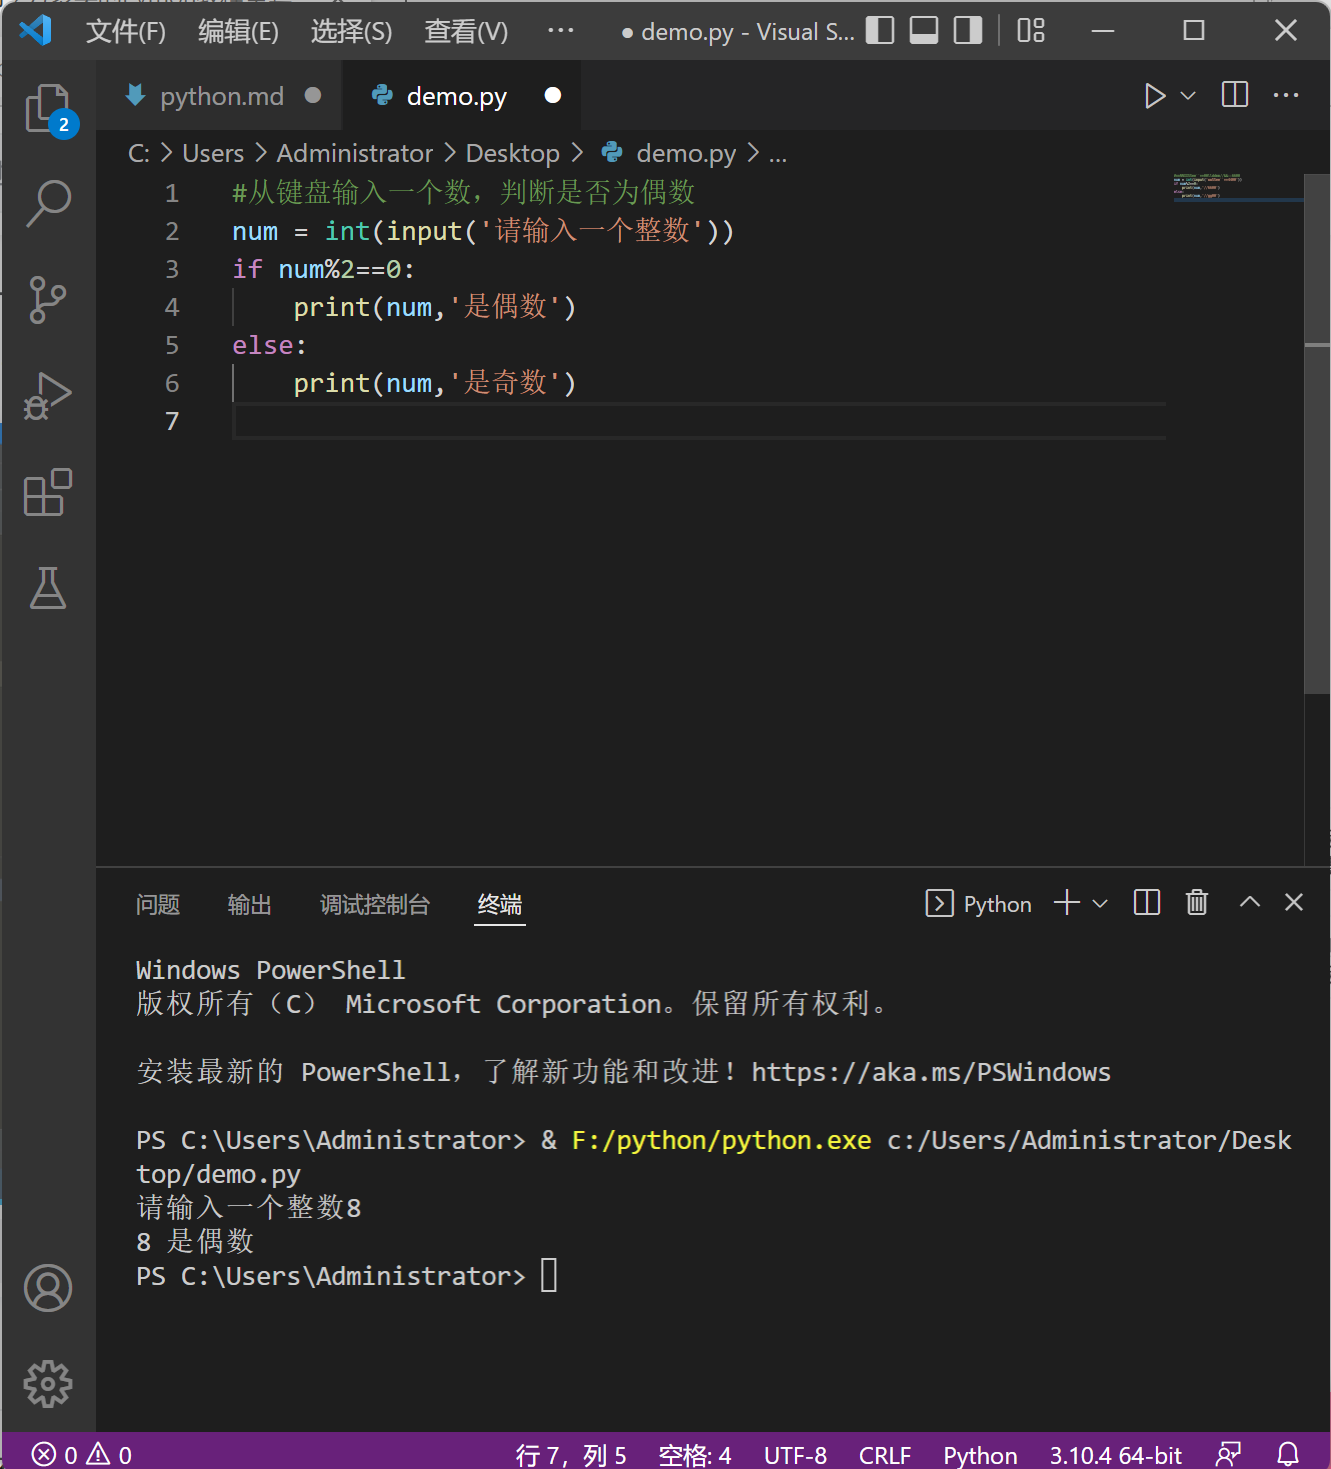 文件(F) 编辑(E) 选择(S) 查看(V) ··· ● demo.py - Visual S...
python.md ● demo.py ●
C: > Users > Administrator > Desktop > demo.py > ...
1 #从键盘输入一个数，判断是否为偶数
2 num = int(input('请输入一个整数'))
3 if num%2==0:
4     print(num,'是偶数')
5 else:
6     print(num,'是奇数')
7
2
问题 输出 调试控制台 终端 Python
Windows PowerShell
版权所有（C） Microsoft Corporation。保留所有权利。
安装最新的 PowerShell，了解新功能和改进！https://aka.ms/PSWindows
PS C:\Users\Administrator> & F:/python/python.exe c:/Users/Administrator/Desk
top/demo.py
请输入一个整数8
8 是偶数
PS C:\Users\Administrator>
0 0 行 7，列 5 空格: 4 UTF-8 CRLF Python 3.10.4 64-bit